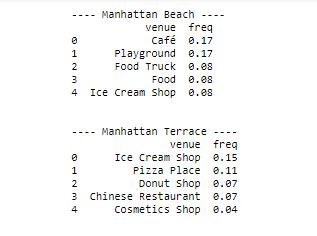 ---- Manhattan Beach ----
venue freq
0 Café 0.17
1 Playground 0.17
2 Food Truck 0.08
3 Food 0.08
4 Ice Cream Shop 0.08
---- Manhattan Terrace ----
venue freq
0 Ice Cream Shop 0.15
1 Pizza Place 0.11
2 Donut Shop 0.07
3 Chinese Restaurant 0.07
4 Cosmetics Shop 0.04